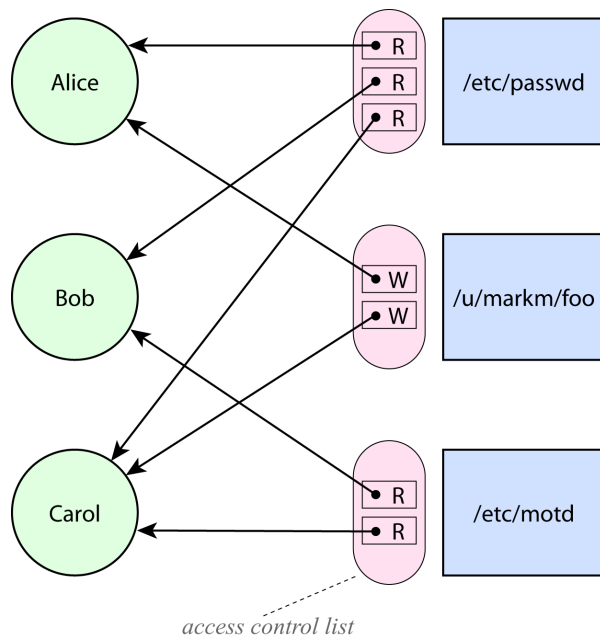 Alice
R
R
R
/etc/passwd
Bob
W
W
/u/markm/foo
Carol
R
R
/etc/motd
access control list